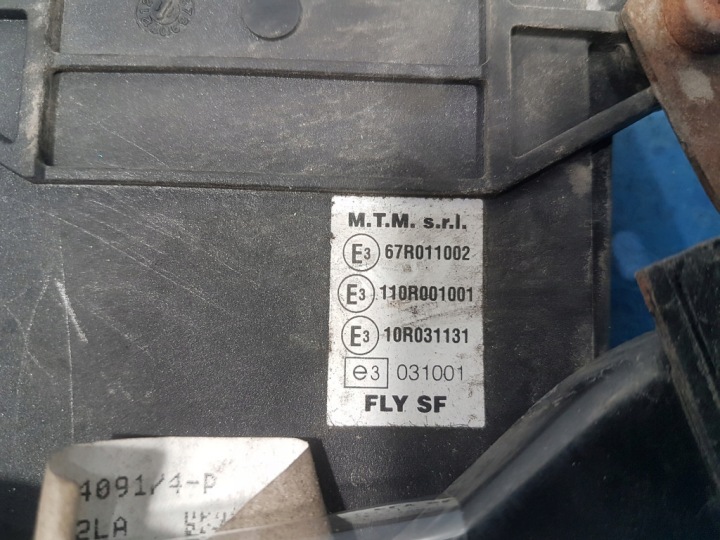 M.T.M. s.r.l.
E3 67R011002
E3 110R001001
E3 10R031131
e3 031001
FLY SF
4091/4-P
2LA